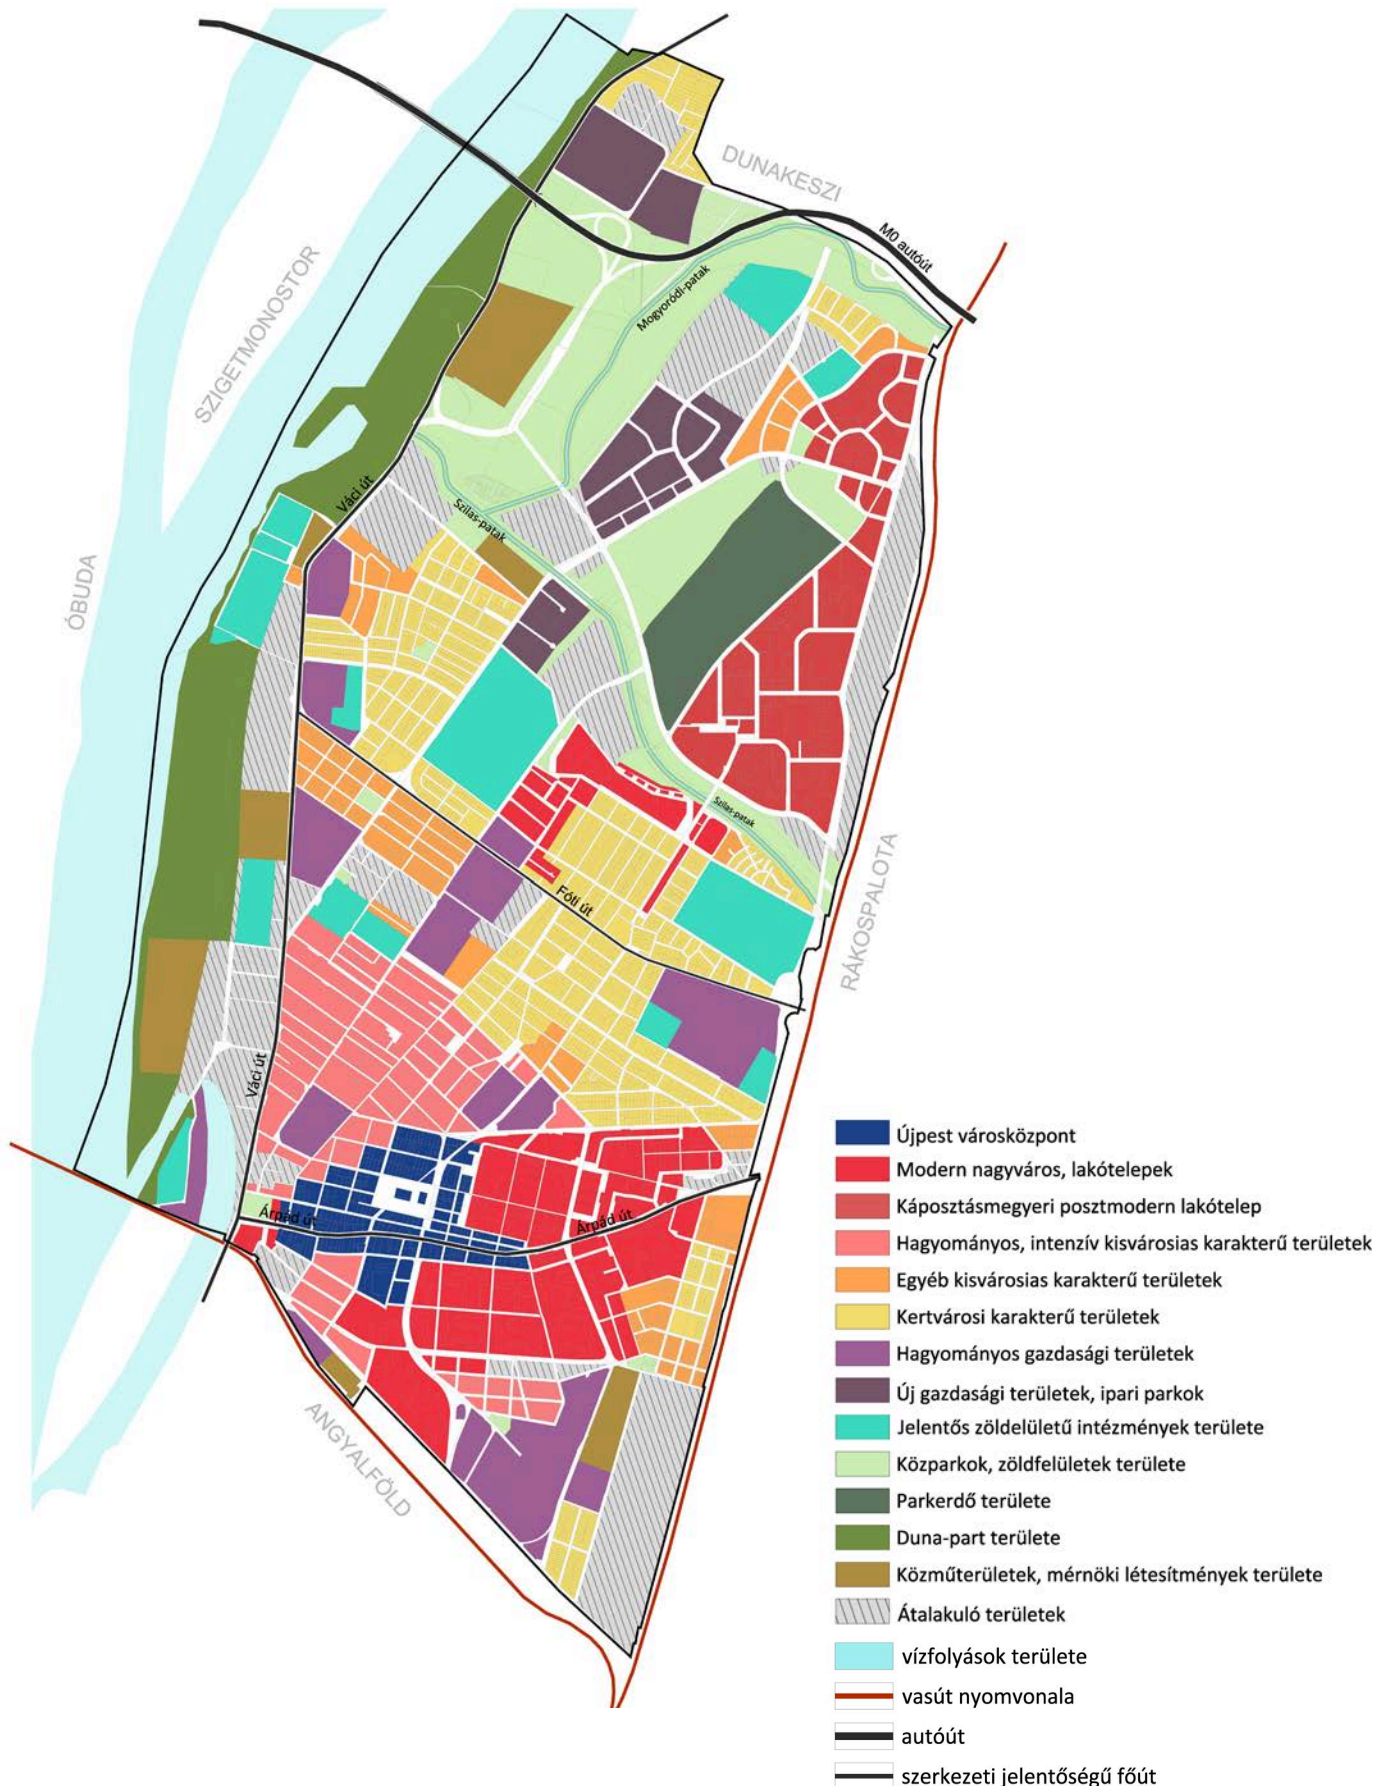 DUNAKESZI
M0 autóút
SZIGETMONOSTOR
Mogyoródi-patak
Váci út
Szilas-patak
ÓBUDA
Szilas-patak
Fóti út
RÁKOSPALOTA
Váci út
Árpád út
Árpád út
ANGYALFÖLD
Újpest városközpont
Modern nagyváros, lakótelepek
Káposztásmegyeri posztmodern lakótelep
Hagyományos, intenzív kisvárosias karakterű területek
Egyéb kisvárosias karakterű területek
Kertvárosi karakterű területek
Hagyományos gazdasági területek
Új gazdasági területek, ipari parkok
Jelentős zöldelületű intézmények területe
Közparkok, zöldfelületek területe
Parkerdő területe
Duna-part területe
Közműterületek, mérnöki létesítmények területe
Átalakuló területek
vízfolyások területe
vasút nyomvonala
autóút
szerkezeti jelentőségű főút